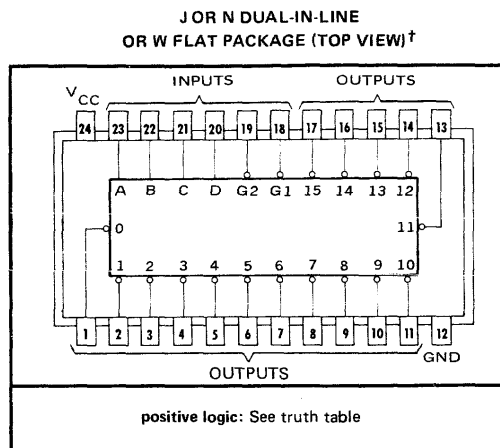 J OR N DUAL-IN-LINE
OR W FLAT PACKAGE (TOP VIEW)†
INPUTS OUTPUTS
VCC
24 23 22 21 20 19 18 17 16 15 14 13
A B C D G2 G1 15 14 13 12
0 11
1 2 3 4 5 6 7 8 9 10
1 2 3 4 5 6 7 8 9 10 11 12
GND
OUTPUTS
positive logic: See truth table